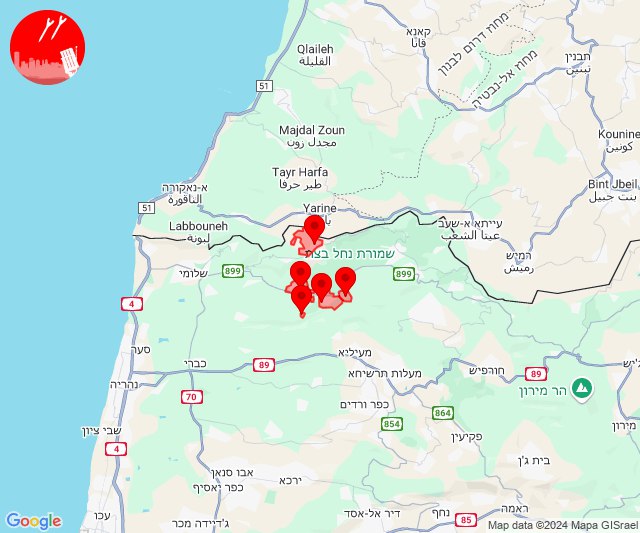 קאנא
قانا
מחוז דרום לבנון
Qlaileh
القليلة
תבנין
تبنين
מחוז אל-נבטיה
51
Majdal Zoun
مجدل زون
Kounine
كونين
Tayr Harfa
طير حرفا
א-נאקורה
الناقورة
Bint Jbeil
بنت جبيل
51
Yarine
Labbouneh
لبونة
עייתא א-שעב
عيتا الشعب
רמיש
رميش
שמורת נחל בצת
שלומי
899
899
4
סער
מעיליא
כברי
89
נהריה
מעלות תרשיחא
חורפיש
89
ג'יש
הר מירון
70
כפר ורדים
864
854
מירון
שבי ציון
פקיעין
4
בית ג'ן
אבו סנאן
ירכא
כפר יאסיף
ראמה
נחף
עכו
ג'דיידה מכר
דיר אל-אסד
85
Google
Map data ©2024 Mapa GISrael